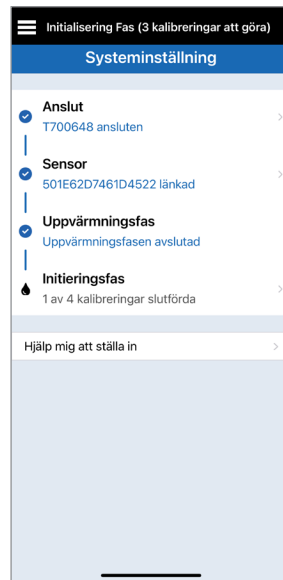 Initialisering Fas (3 kalibreringar att göra)
Systeminställning
Anslut
T700648 ansluten
Sensor
501E62D7461D4522 länkad
Uppvärmningsfas
Uppvärmningsfasen avslutad
Initieringsfas
1 av 4 kalibreringar slutförda
Hjälp mig att ställa in